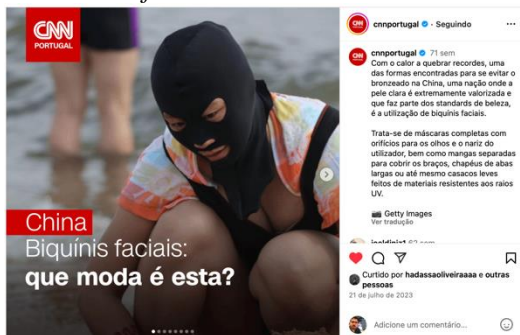 CNN
PORTUGAL
China
Biquínis faciais:
que moda é esta?
cnnportugal • Seguindo
cnnportugal 71 sem
Com o calor a quebrar recordes, uma
das formas encontradas para se evitar o
bronzeado na China, uma nação onde a
pele clara é extremamente valorizada e
que faz parte dos standards de beleza,
é a utilização de biquínis faciais.
Trata-se de máscaras completas com
orifícios para os olhos e o nariz do
utilizador, bem como mangas separadas
para cobrir os braços, chapéus de abas
largas ou até mesmo casacos leves
feitos de materiais resistentes aos raios
UV.
📷 Getty Images
Ver tradução
Curtido por hadassaoliveiraaaa e outras
pessoas
21 de julho de 2023
Adicione um comentário...